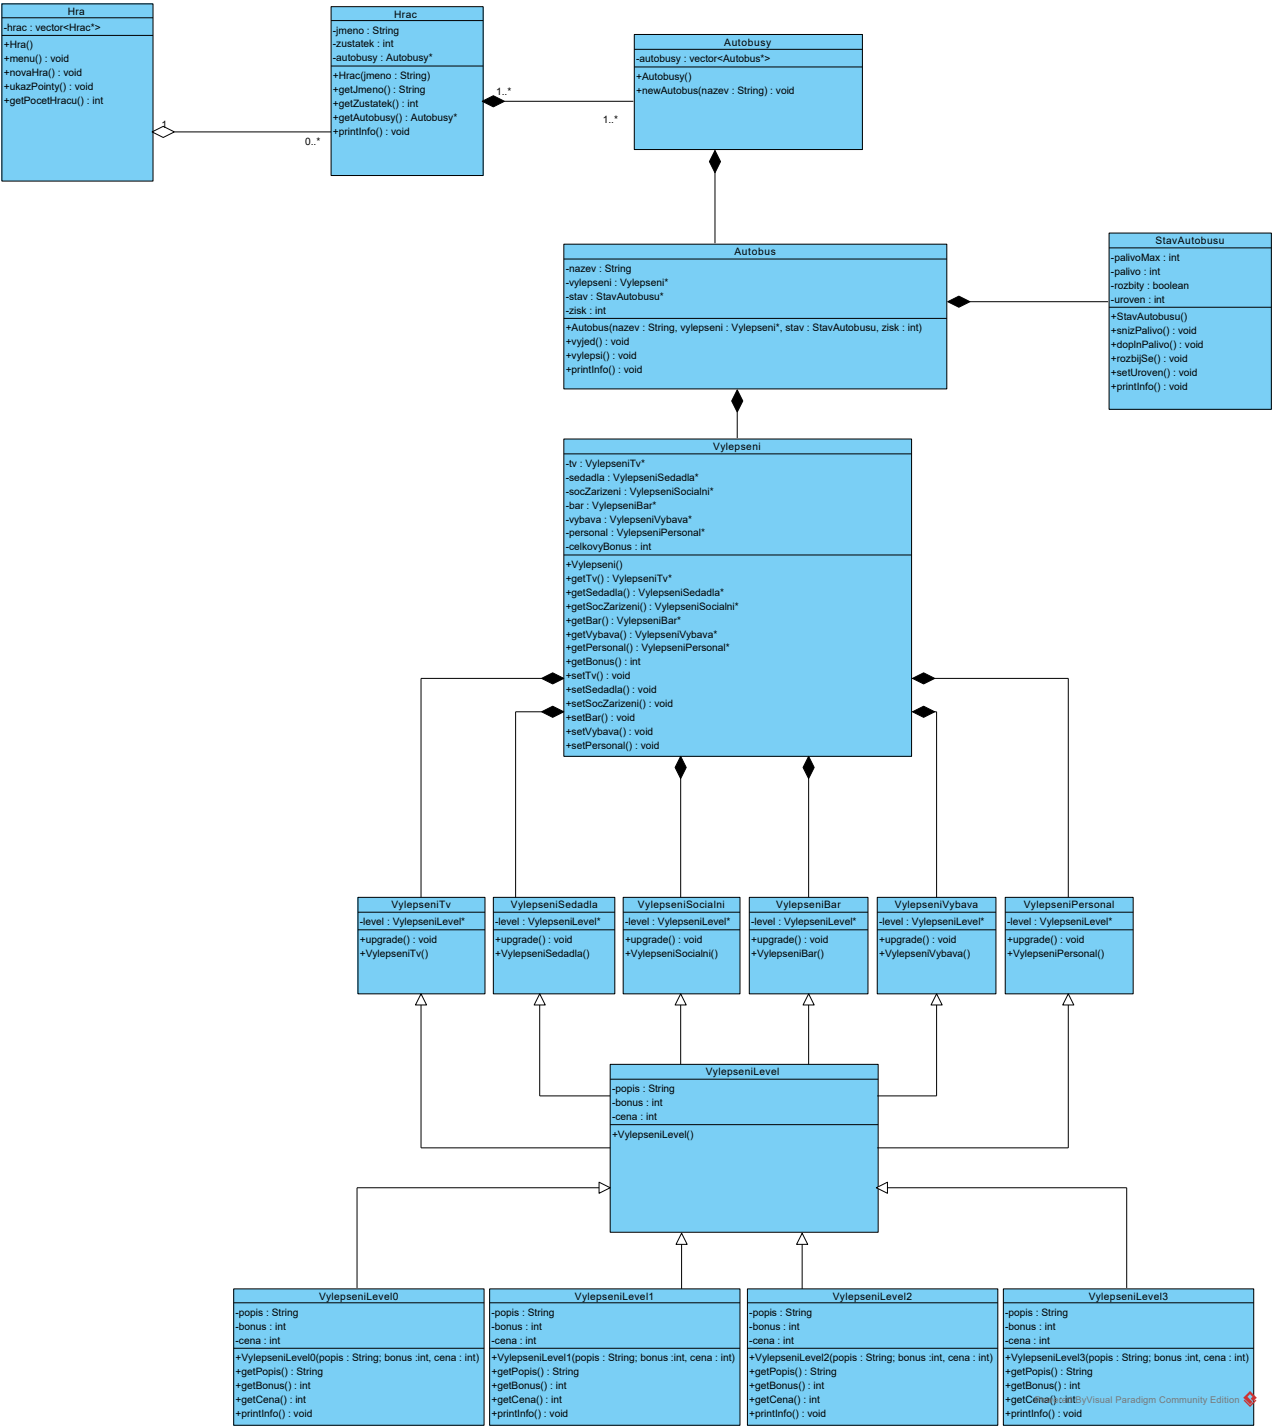 Hra
-hrac : vector<Hrac*>
+Hra()
+menu() : void
+novaHra() : void
+ukazPointy() : void
+getPocetHracu() : int
1
0..*
Hrac
-jmeno : String
-zustatek : int
-autobusy : Autobusy*
+Hrac(jmeno : String)
+getJmeno() : String
+getZustatek() : int
+getAutobusy() : Autobusy*
+printInfo() : void
1..*
1..*
Autobusy
-autobusy : vector<Autobus*>
+Autobusy()
+newAutobus(nazev : String) : void
Autobus
-nazev : String
-vylepseni : Vylepseni*
-stav : StavAutobusu*
-zisk : int
+Autobus(nazev : String, vylepseni : Vylepseni*, stav : StavAutobusu, zisk : int)
+vyjed() : void
+vylepsi() : void
+printInfo() : void
StavAutobusu
-palivoMax : int
-palivo : int
-rozbity : boolean
-uroven : int
+StavAutobusu()
+snizPalivo() : void
+doplnPalivo() : void
+rozbijSe() : void
+setUroven() : void
+printInfo() : void
Vylepseni
-tv : VylepseniTv*
-sedadla : VylepseniSedadla*
-socZarizeni : VylepseniSocialni*
-bar : VylepseniBar*
-vybava : VylepseniVybava*
-personal : VylepseniPersonal*
-celkovyBonus : int
+Vylepseni()
+getTv() : VylepseniTv*
+getSedadla() : VylepseniSedadla*
+getSocZarizeni() : VylepseniSocialni*
+getBar() : VylepseniBar*
+getVybava() : VylepseniVybava*
+getPersonal() : VylepseniPersonal*
+getBonus() : int
+setTv() : void
+setSedadla() : void
+setSocZarizeni() : void
+setBar() : void
+setVybava() : void
+setPersonal() : void
VylepseniTv
-level : VylepseniLevel*
+upgrade() : void
+VylepseniTv()
VylepseniSedadla
-level : VylepseniLevel*
+upgrade() : void
+VylepseniSedadla()
VylepseniSocialni
-level : VylepseniLevel*
+upgrade() : void
+VylepseniSocialni()
VylepseniBar
-level : VylepseniLevel*
+upgrade() : void
+VylepseniBar()
VylepseniVybava
-level : VylepseniLevel*
+upgrade() : void
+VylepseniVybava()
VylepseniPersonal
-level : VylepseniLevel*
+upgrade() : void
+VylepseniPersonal()
VylepseniLevel
-popis : String
-bonus : int
-cena : int
+VylepseniLevel()
VylepseniLevel0
-popis : String
-bonus : int
-cena : int
+VylepseniLevel0(popis : String; bonus :int, cena : int)
+getPopis() : String
+getBonus() : int
+getCena() : int
+printInfo() : void
VylepseniLevel1
-popis : String
-bonus : int
-cena : int
+VylepseniLevel1(popis : String; bonus :int, cena : int)
+getPopis() : String
+getBonus() : int
+getCena() : int
+printInfo() : void
VylepseniLevel2
-popis : String
-bonus : int
-cena : int
+VylepseniLevel2(popis : String; bonus :int, cena : int)
+getPopis() : String
+getBonus() : int
+getCena() : int
+printInfo() : void
VylepseniLevel3
-popis : String
-bonus : int
-cena : int
+VylepseniLevel3(popis : String; bonus :int, cena : int)
+getPopis() : String
+getBonus() : int
+getCena() : int
+printInfo() : void
ByVisual Paradigm Community Edition